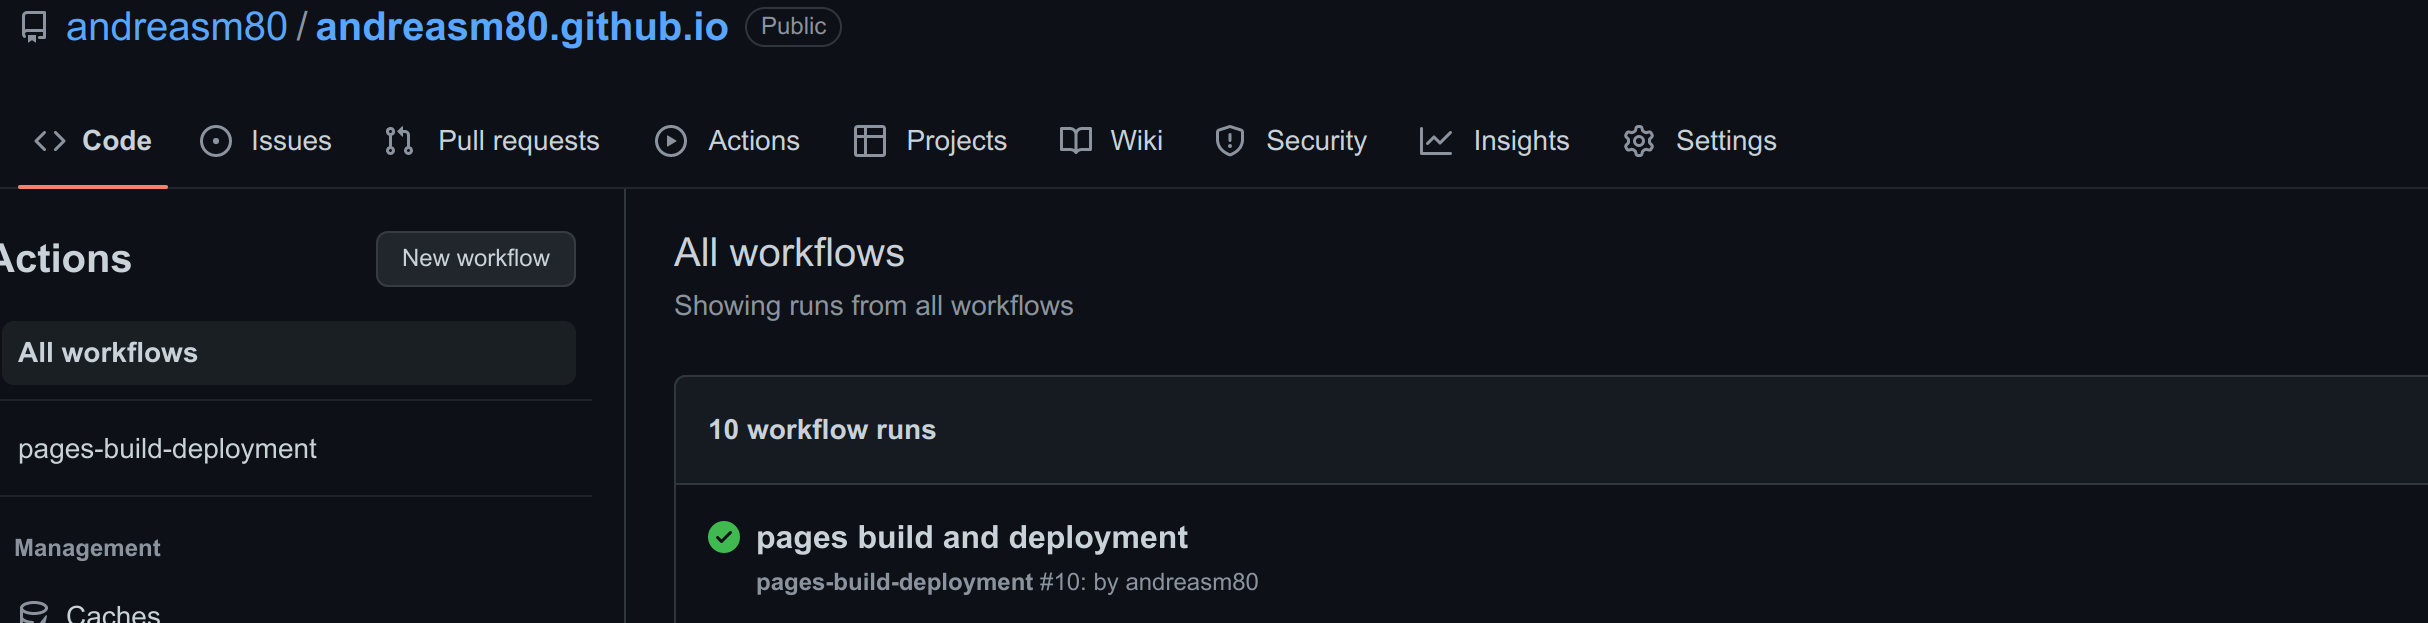 andreasm80 / andreasm80.github.io Public
Code Issues Pull requests Actions Projects Wiki Security Insights Settings
Actions New workflow
All workflows
pages-build-deployment
Management
Caches
All workflows
Showing runs from all workflows
10 workflow runs
pages build and deployment
pages-build-deployment #10: by andreasm80